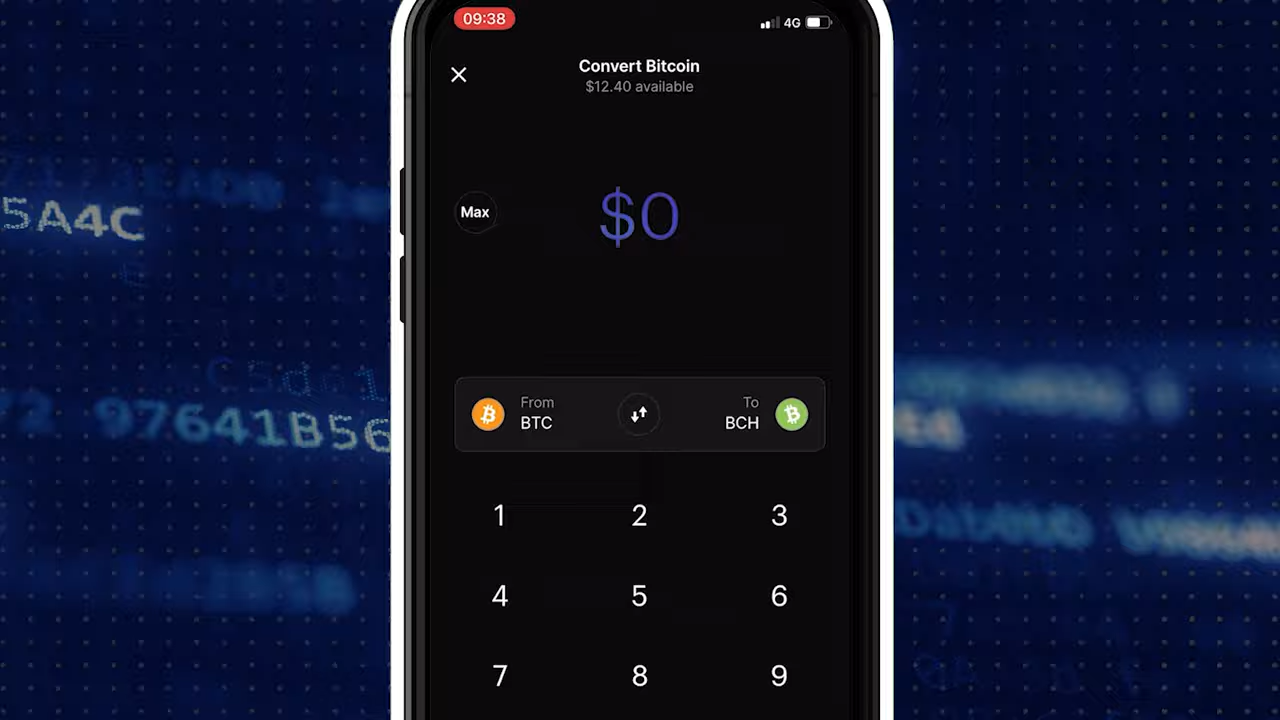 09:38
4G
Convert Bitcoin
$12.40 available
Max
$0
From
BTC
To
BCH
1 2 3
4 5 6
7 8 9
5A4C
97641B56